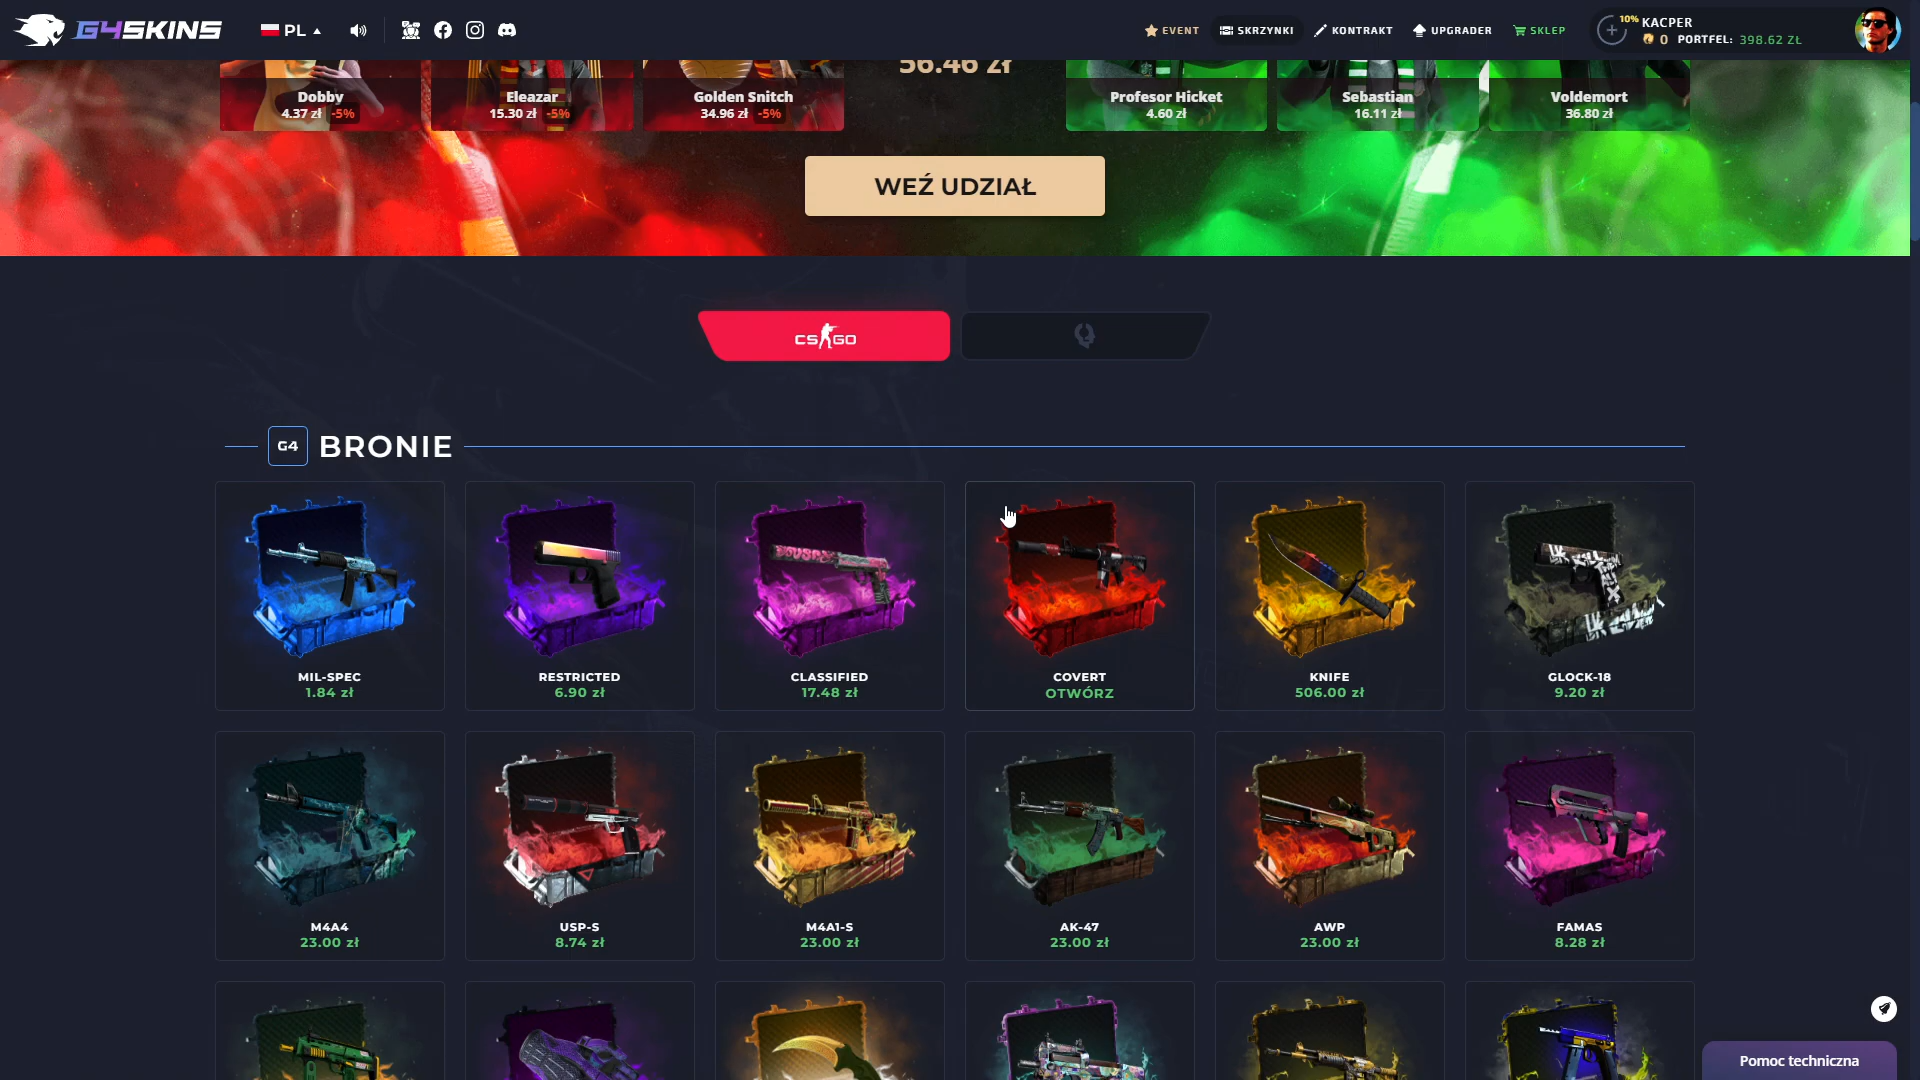 G4SKINS
PL
EVENT
SKRZYNKI
KONTRAKT
UPGRADER
SKLEP
10%
KACPER
0 PORTFEL: 398.62 ZŁ
56.46 zł
Dobby
4.37 zł -5%
Eleazar
15.30 zł -5%
Golden Snitch
34.96 zł -5%
Profesor Hicket
4.60 zł
Sebastian
16.11 zł
Voldemort
36.80 zł
WEŹ UDZIAŁ
CS GO
G4 BRONIE
MIL-SPEC
1.84 zł
RESTRICTED
6.90 zł
CLASSIFIED
17.48 zł
COVERT
OTWÓRZ
KNIFE
506.00 zł
GLOCK-18
9.20 zł
M4A4
23.00 zł
USP-S
8.74 zł
M4A1-S
23.00 zł
AK-47
23.00 zł
AWP
23.00 zł
FAMAS
8.28 zł
Pomoc techniczna